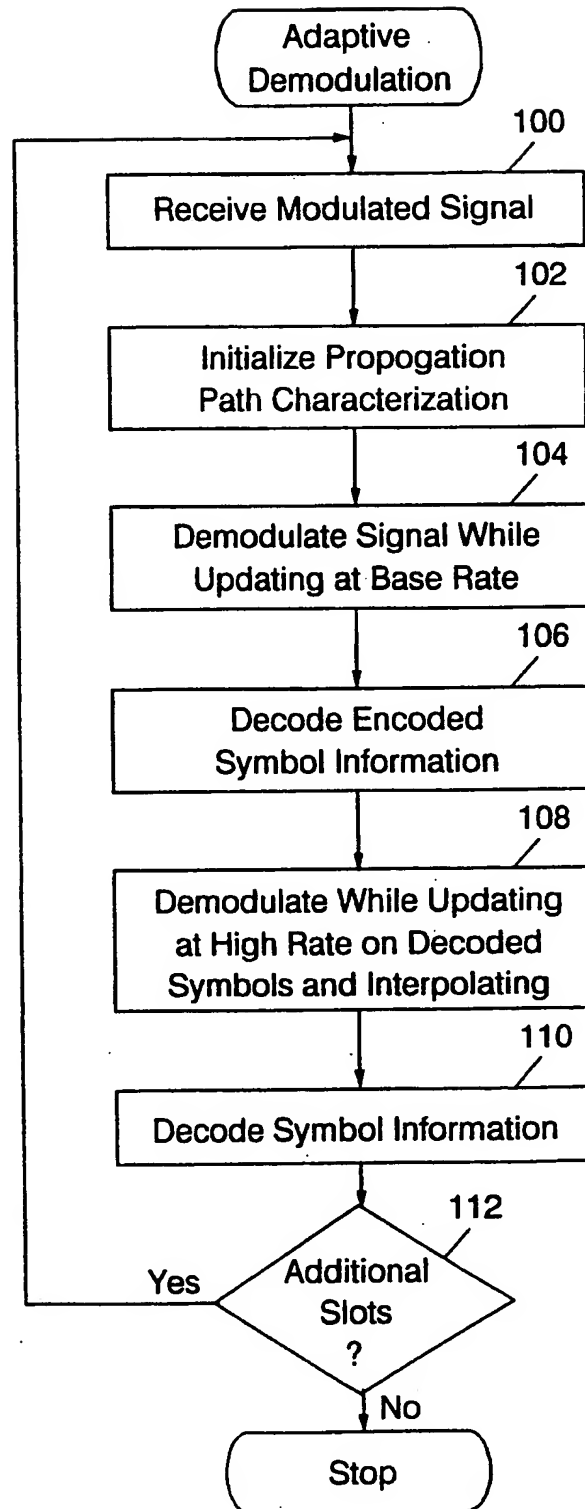 Adaptive
Demodulation
100
Receive Modulated Signal
102
Initialize Propogation
Path Characterization
104
Demodulate Signal While
Updating at Base Rate
106
Decode Encoded
Symbol Information
108
Demodulate While Updating
at High Rate on Decoded
Symbols and Interpolating
110
Decode Symbol Information
112
Yes
Additional
Slots
?
No
Stop